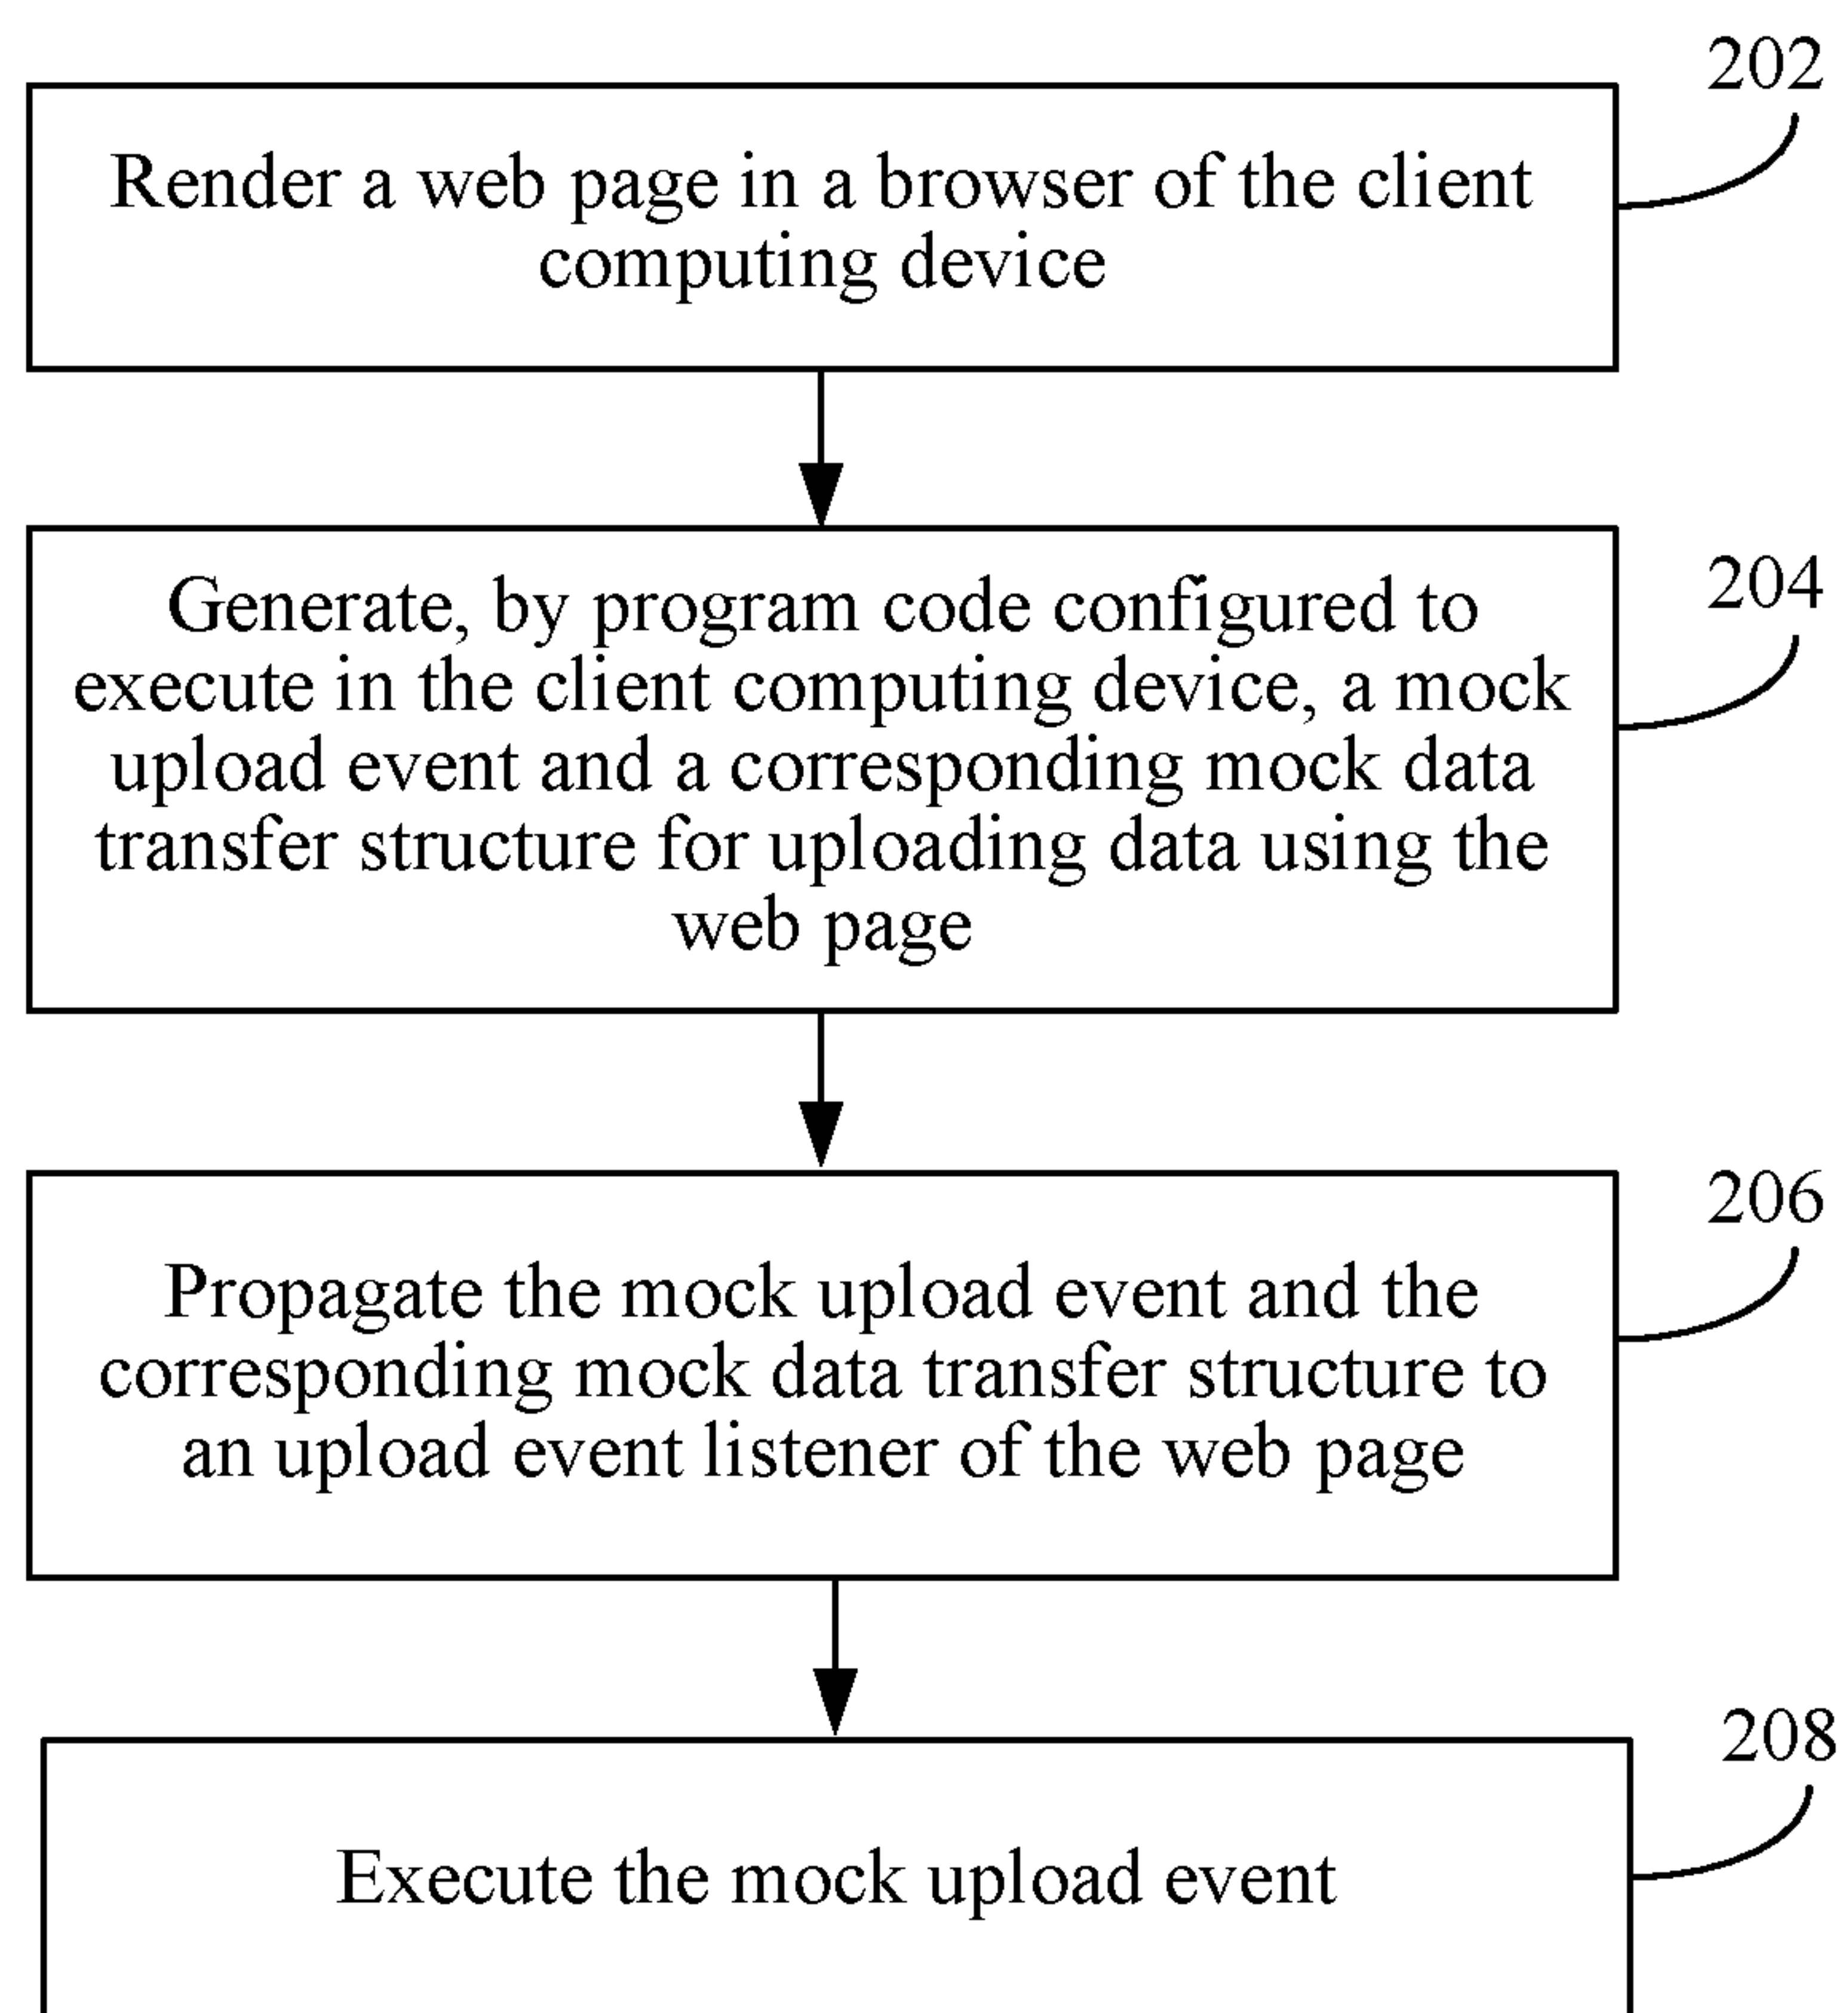 202
Render a web page in a browser of the client
computing device
204
Generate, by program code configured to
execute in the client computing device, a mock
upload event and a corresponding mock data
transfer structure for uploading data using the
web page
206
Propagate the mock upload event and the
corresponding mock data transfer structure to
an upload event listener of the web page
208
Execute the mock upload event